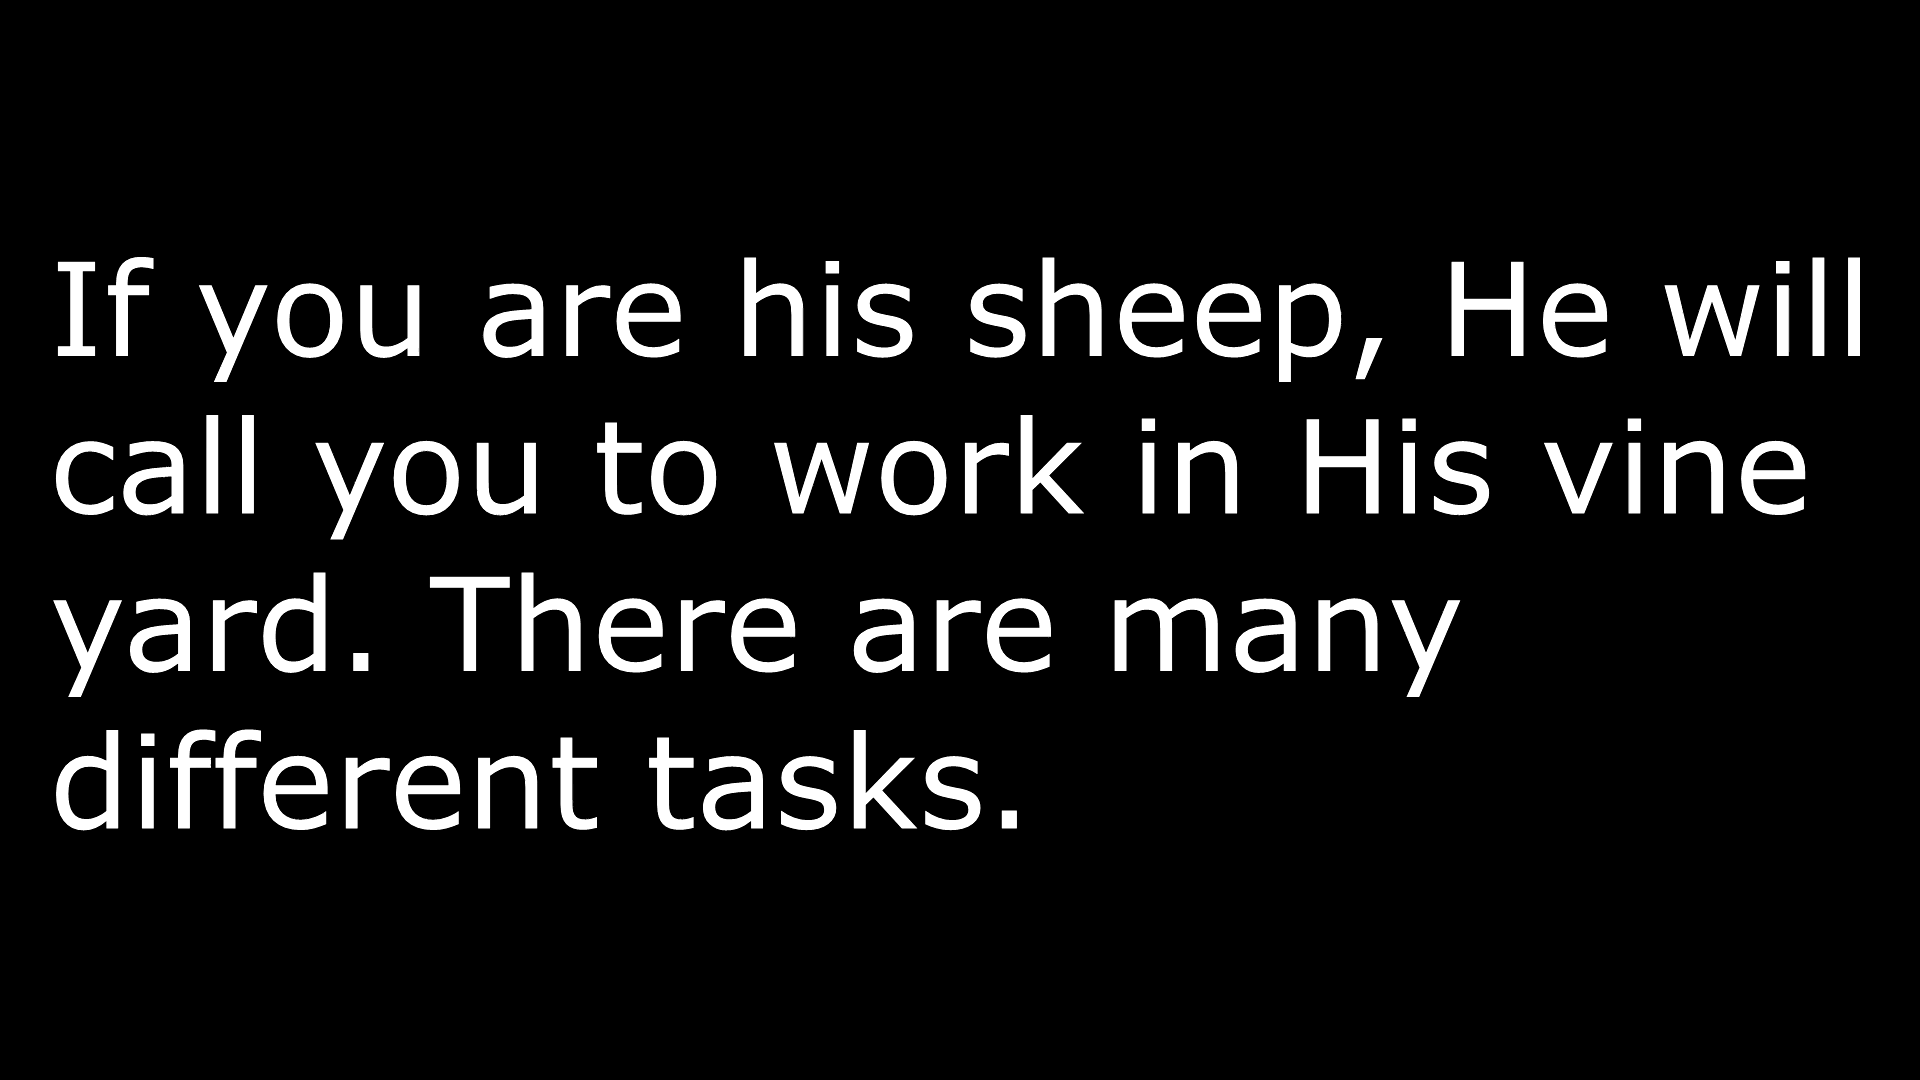 If you are his sheep, He will
call you to work in His vine
yard. There are many
different tasks.